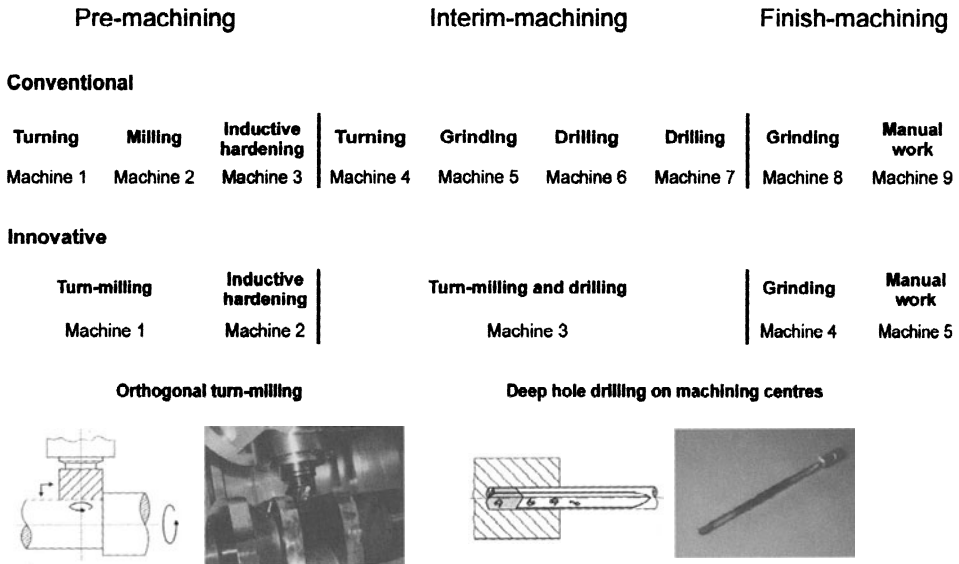 Pre-machining Interim-machining Finish-machining
Conventional
Turning Milling Inductive hardening Turning Grinding Drilling Drilling Grinding Manual work
Machine 1 Machine 2 Machine 3 Machine 4 Machine 5 Machine 6 Machine 7 Machine 8 Machine 9
Innovative
Turn-milling Inductive hardening Turn-milling and drilling Grinding Manual work
Machine 1 Machine 2 Machine 3 Machine 4 Machine 5
Orthogonal turn-milling Deep hole drilling on machining centres